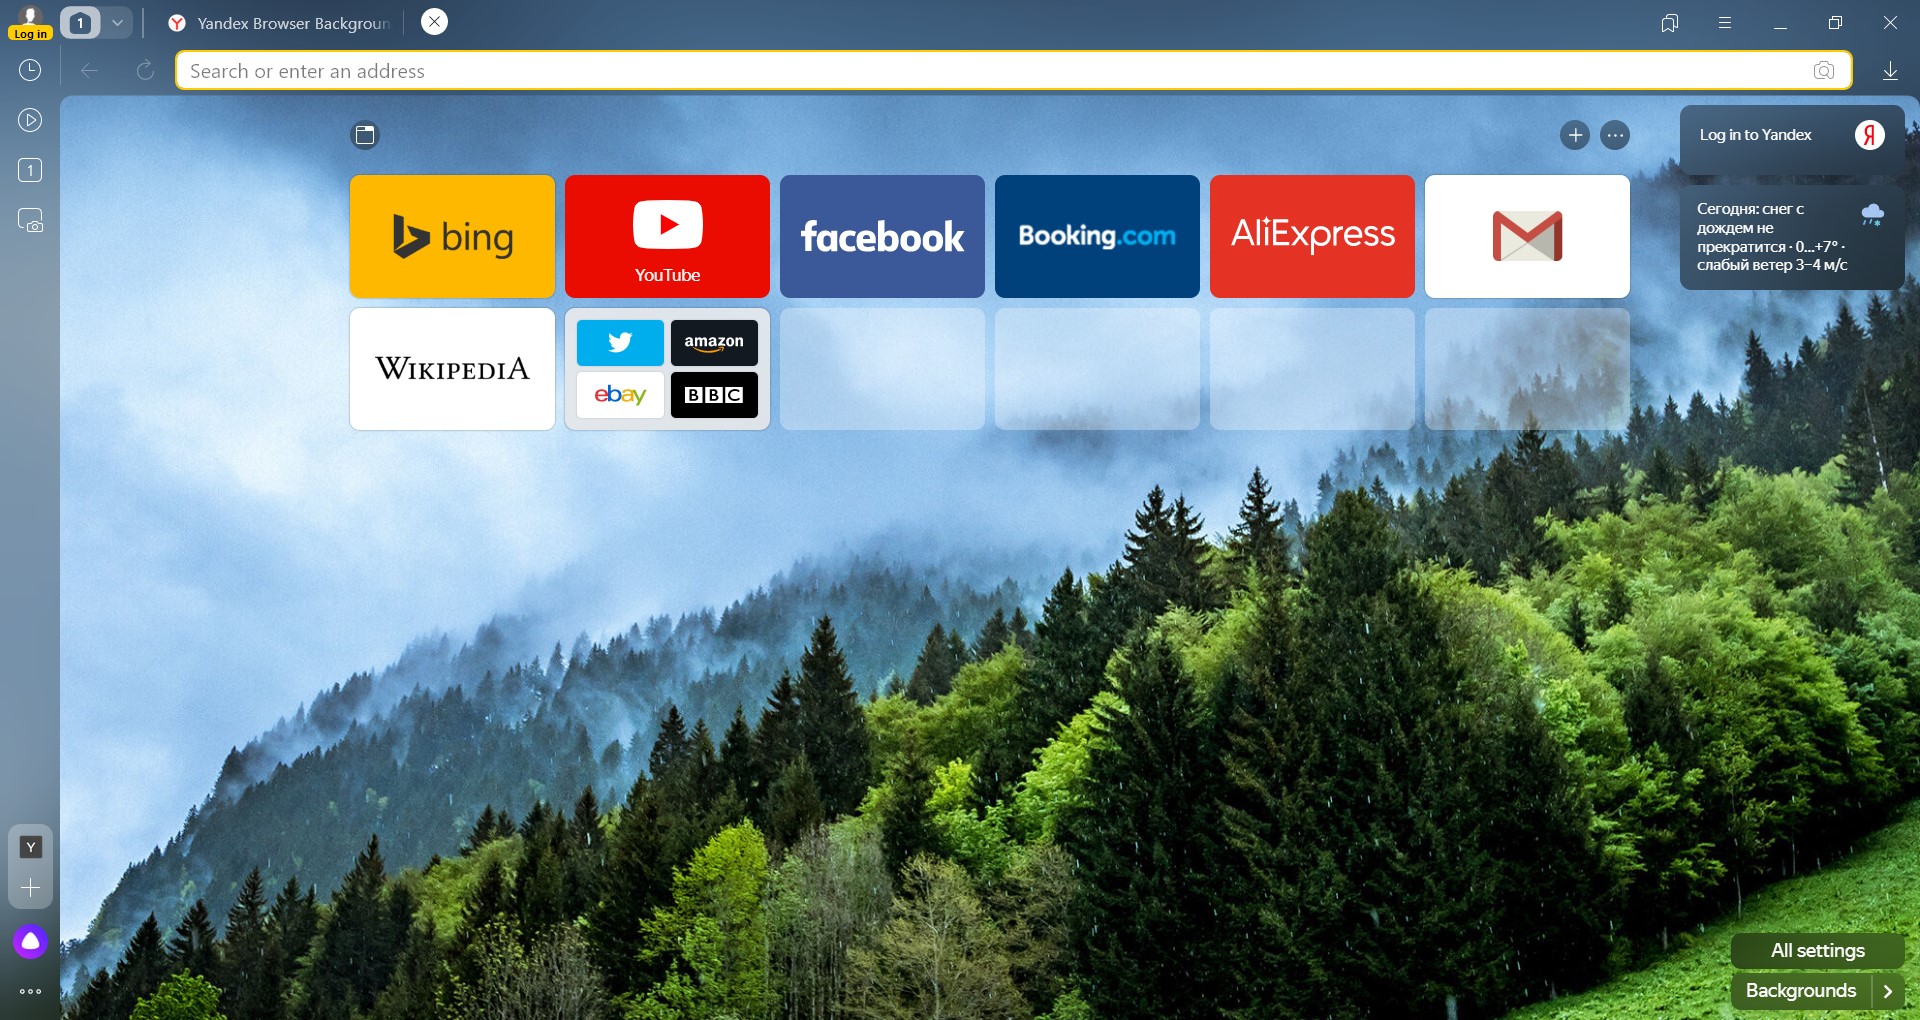 Log in
1
Yandex Browser Backgroun
Search or enter an address
1
Log in to Yandex
Я
Сегодня: снег с
дождем не
прекратится · 0...+7° ·
слабый ветер 3–4 м/с
bing
YouTube
facebook
Booking.com
AliExpress
WIKIPEDIA
amazon
ebay
BBC
Y
All settings
Backgrounds